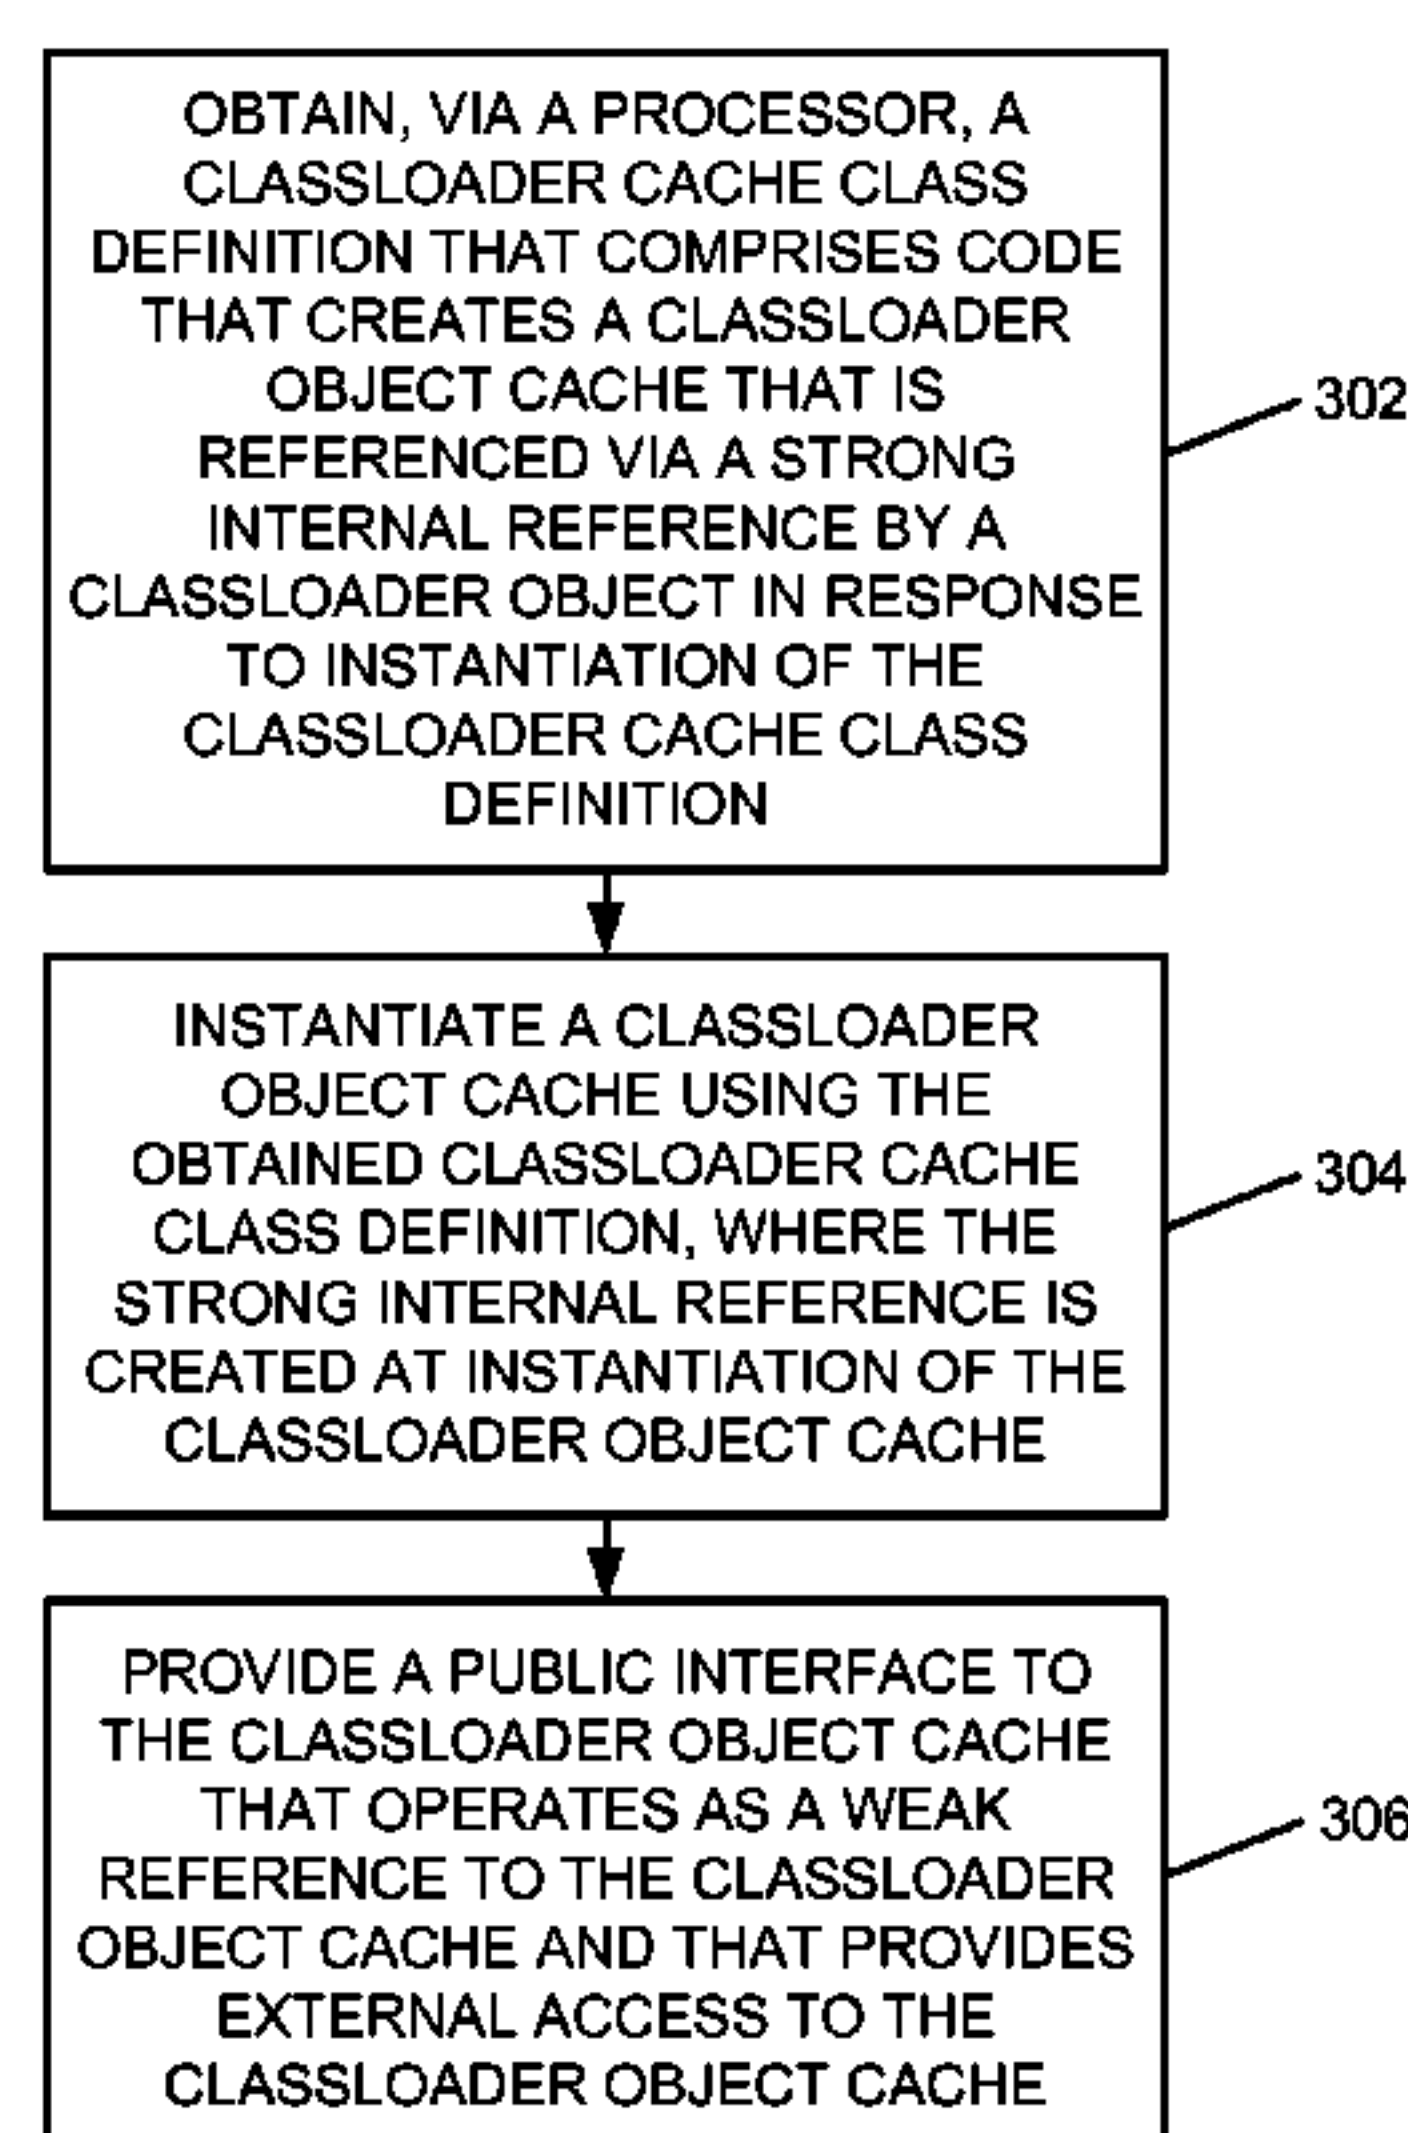 OBTAIN, VIA A PROCESSOR, A
CLASSLOADER CACHE CLASS
DEFINITION THAT COMPRISES CODE
THAT CREATES A CLASSLOADER
OBJECT CACHE THAT IS
REFERENCED VIA A STRONG
INTERNAL REFERENCE BY A
CLASSLOADER OBJECT IN RESPONSE
TO INSTANTIATION OF THE
CLASSLOADER CACHE CLASS
DEFINITION
302
INSTANTIATE A CLASSLOADER
OBJECT CACHE USING THE
OBTAINED CLASSLOADER CACHE
CLASS DEFINITION, WHERE THE
STRONG INTERNAL REFERENCE IS
CREATED AT INSTANTIATION OF THE
CLASSLOADER OBJECT CACHE
304
PROVIDE A PUBLIC INTERFACE TO
THE CLASSLOADER OBJECT CACHE
THAT OPERATES AS A WEAK
REFERENCE TO THE CLASSLOADER
OBJECT CACHE AND THAT PROVIDES
EXTERNAL ACCESS TO THE
CLASSLOADER OBJECT CACHE
306